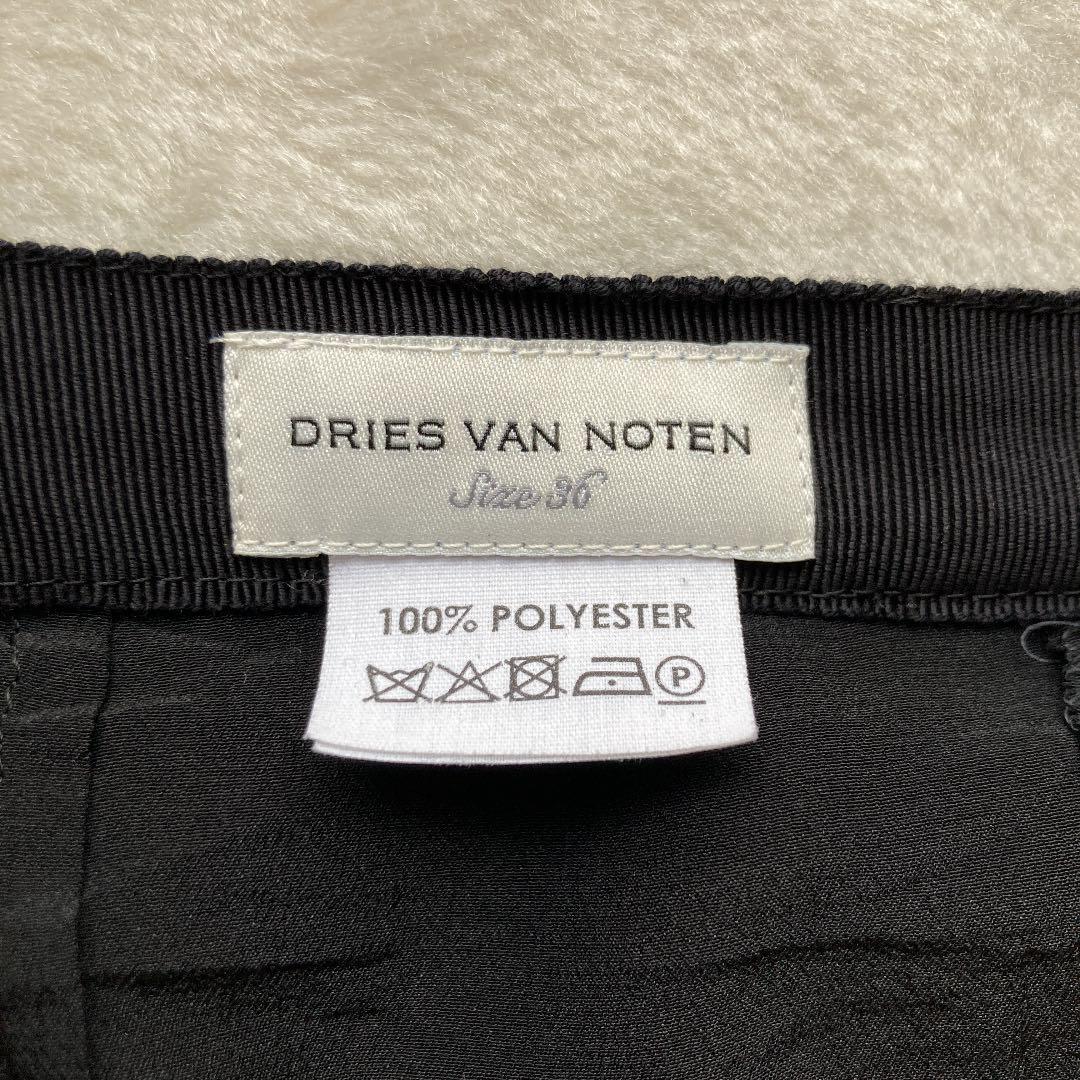 DRIES VAN NOTEN
Size 36
100% POLYESTER
P